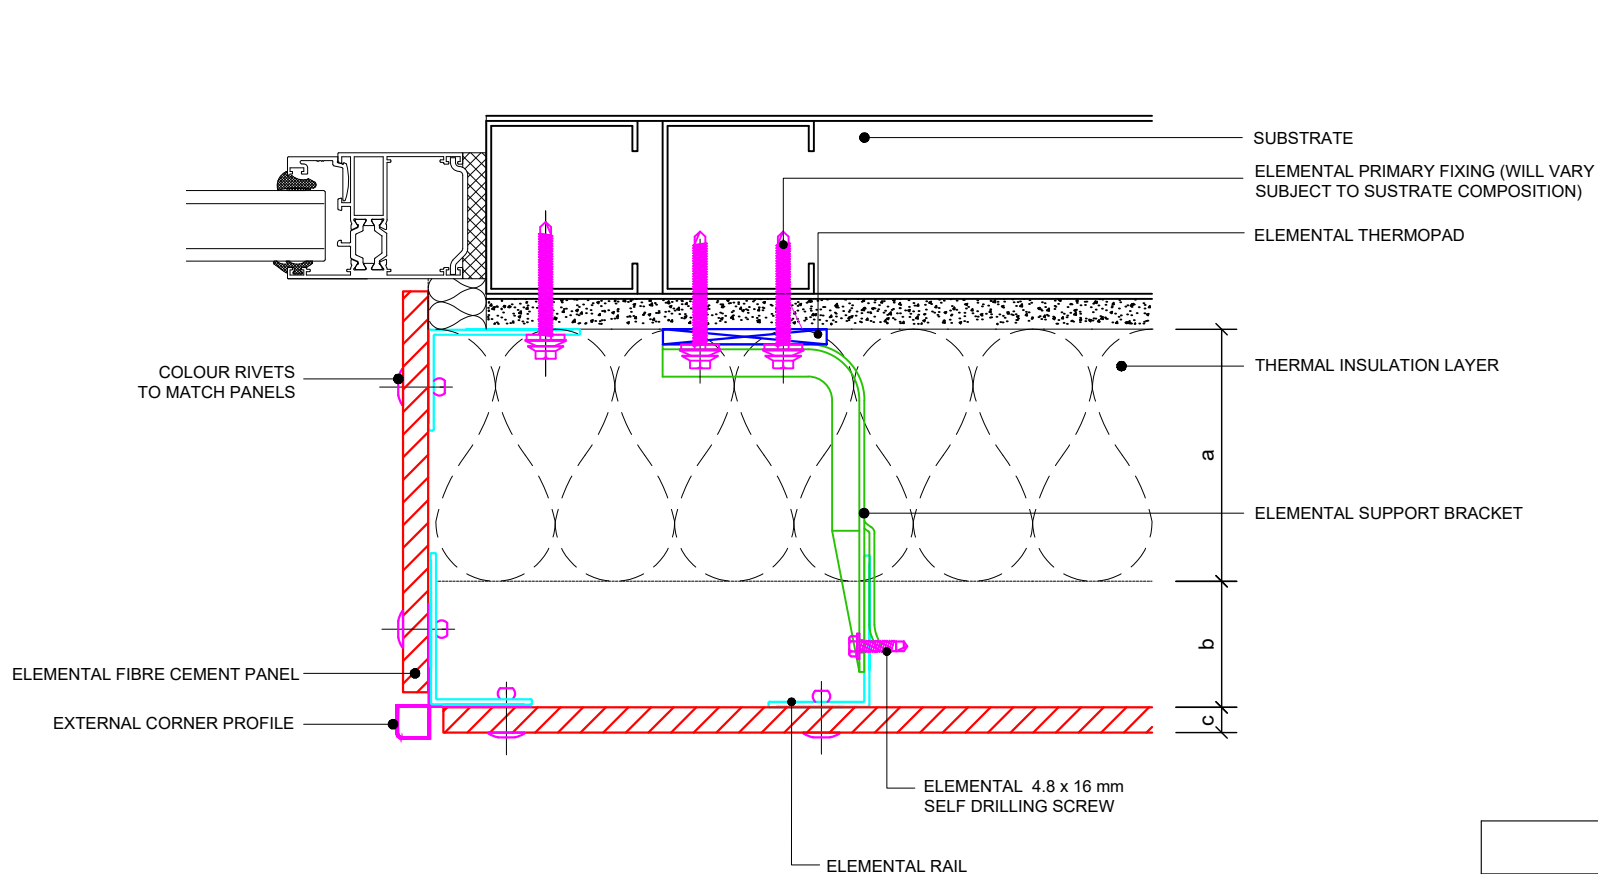 SUBSTRATE
ELEMENTAL PRIMARY FIXING (WILL VARY
SUBJECT TO SUSTRATE COMPOSITION)
ELEMENTAL THERMOPAD
COLOUR RIVETS
TO MATCH PANELS
THERMAL INSULATION LAYER
a
ELEMENTAL SUPPORT BRACKET
b
ELEMENTAL FIBRE CEMENT PANEL
EXTERNAL CORNER PROFILE
c
ELEMENTAL 4.8 x 16 mm
SELF DRILLING SCREW
ELEMENTAL RAIL